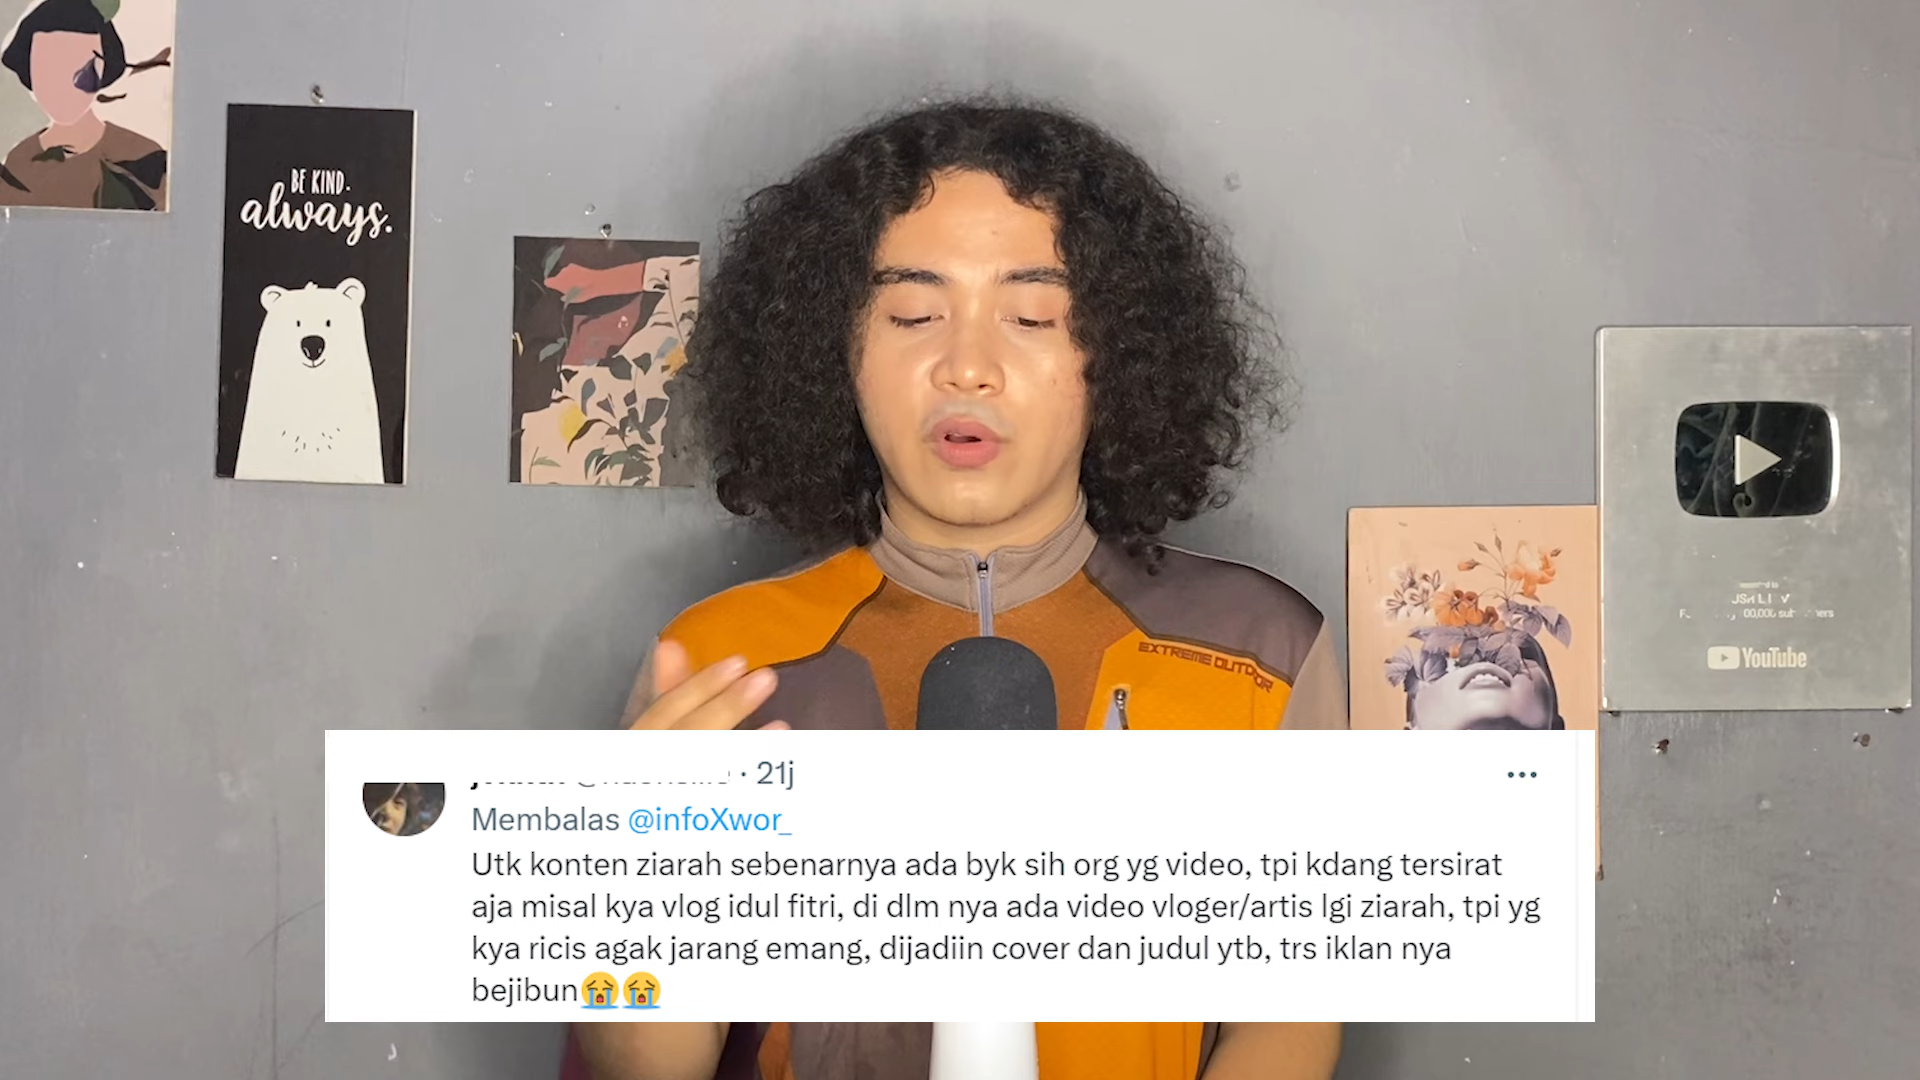 BE KIND.
always.
EXTREME OUTDOOR
YouTube
· 21j
Membalas @infoXwor_
Utk konten ziarah sebenarnya ada byk sih org yg video, tpi kdang tersirat
aja misal kya vlog idul fitri, di dlm nya ada video vloger/artis lgi ziarah, tpi yg
kya ricis agak jarang emang, dijadiin cover dan judul ytb, trs iklan nya
bejibun😭😭